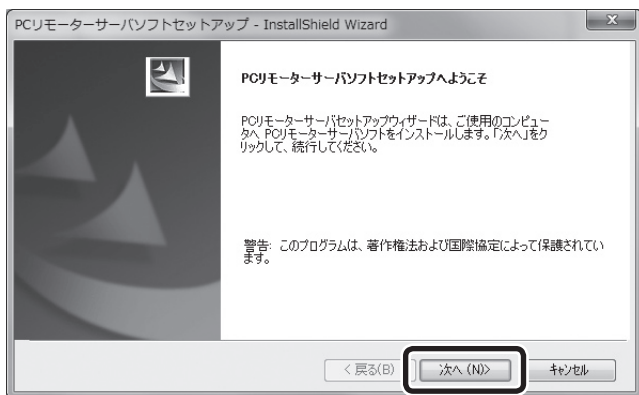 PCリモーターサーバソフトセットアップ - InstallShield Wizard
PCリモーターサーバソフトセットアップへようこそ
PCリモーターサーバセットアップウィザードは、ご使用のコンピュー
タへ PCリモーターサーバソフトをインストールします。「次へ」をク
リックして、続行してください。
警告: このプログラムは、著作権法および国際協定によって保護されてい
ます。
< 戻る(B)
次へ (N)>
キャンセル